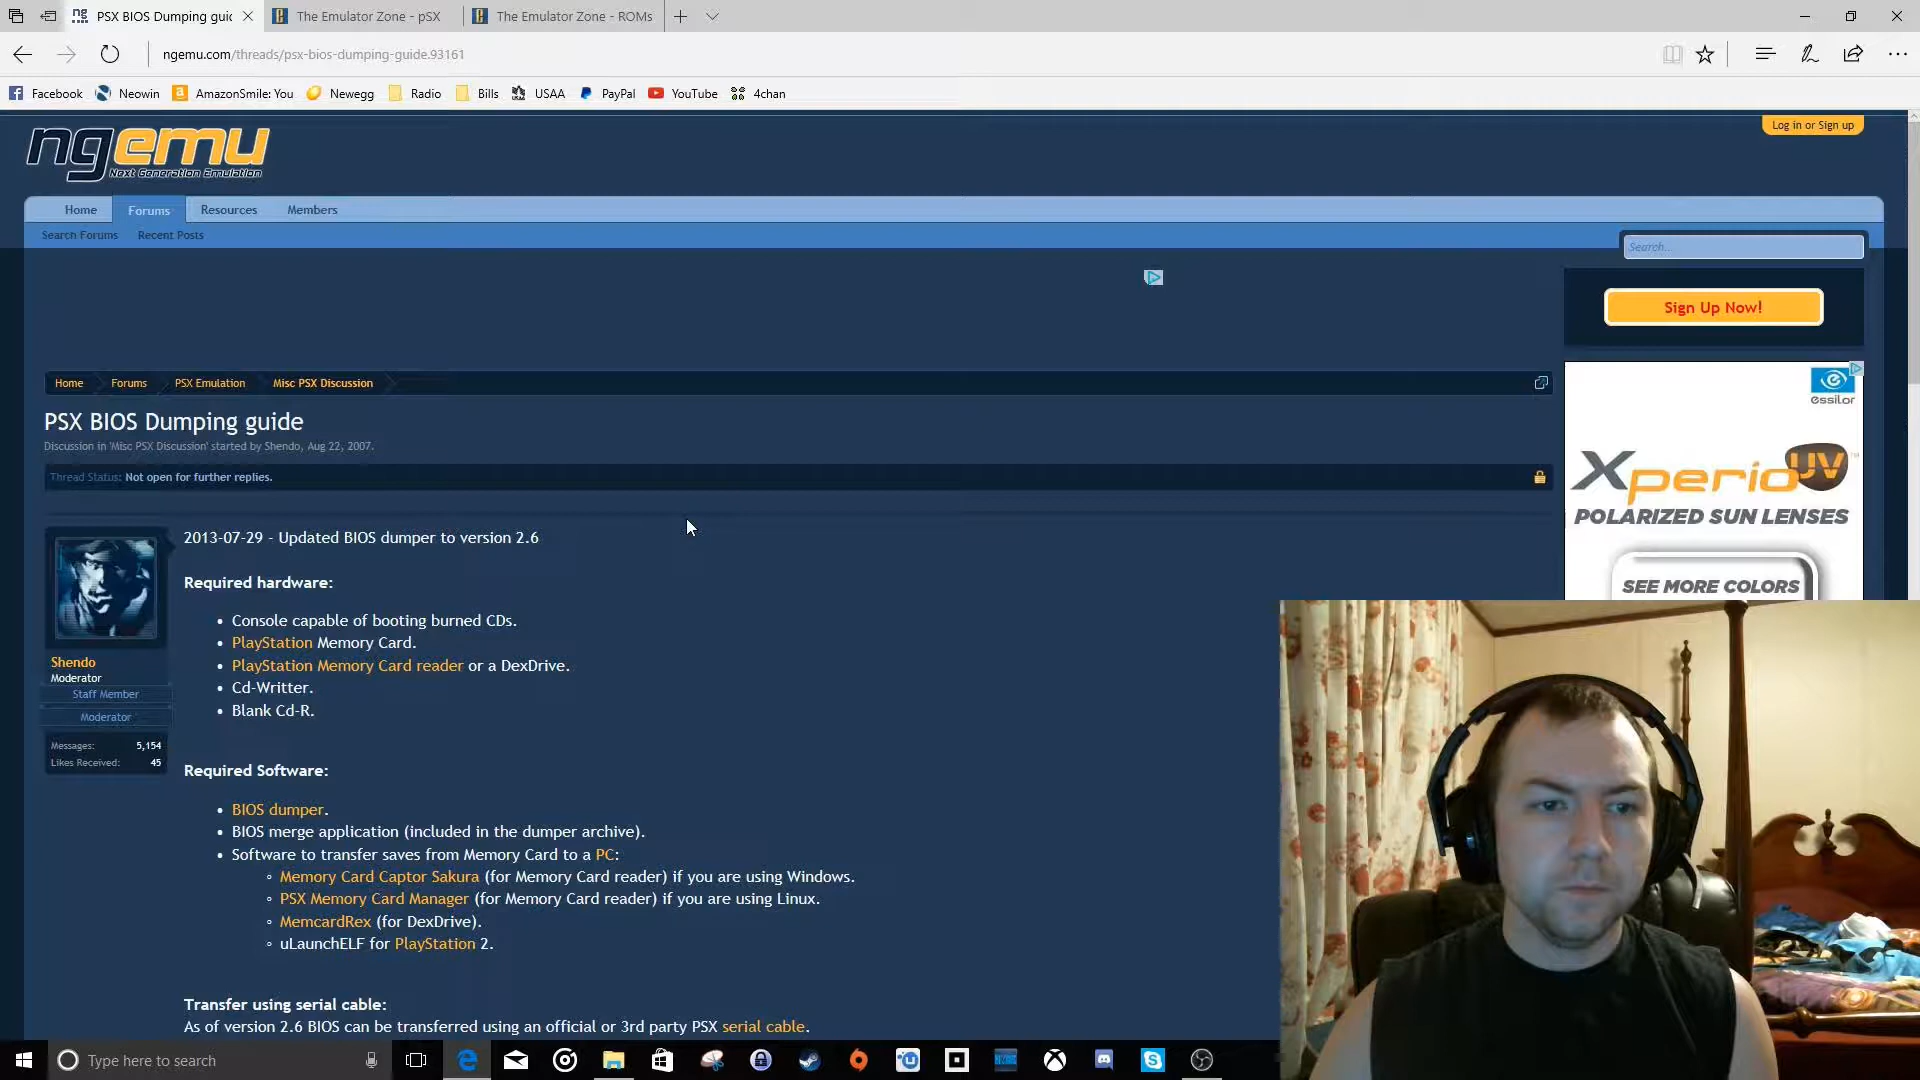 PSX BIOS Dumping guid
The Emulator Zone - pSX
The Emulator Zone - ROMs
ngemu.com/threads/psx-bios-dumping-guide.93161
Facebook
Neowin
AmazonSmile: You
Newegg
Radio
Bills
USAA
PayPal
YouTube
4chan
Log in or Sign up
ngemu
Next Generation Emulation
Home
Forums
Resources
Members
Search Forums
Recent Posts
Search...
Sign Up Now!
Home
Forums
PSX Emulation
Misc PSX Discussion
essilor
PSX BIOS Dumping guide
Discussion in 'Misc PSX Discussion' started by Shendo, Aug 22, 2007.
Thread Status: Not open for further replies.
Xperio UV
POLARIZED SUN LENSES
SEE MORE COLORS
2013-07-29 - Updated BIOS dumper to version 2.6
Required hardware:
Console capable of booting burned CDs.
PlayStation Memory Card.
PlayStation Memory Card reader or a DexDrive.
Cd-Writter.
Blank Cd-R.
Shendo
Moderator
Staff Member
Moderator
Messages: 5,154
Likes Received: 45
Required Software:
BIOS dumper.
BIOS merge application (included in the dumper archive).
Software to transfer saves from Memory Card to a PC:
Memory Card Captor Sakura (for Memory Card reader) if you are using Windows.
PSX Memory Card Manager (for Memory Card reader) if you are using Linux.
MemcardRex (for DexDrive).
uLaunchELF for PlayStation 2.
Transfer using serial cable:
As of version 2.6 BIOS can be transferred using an official or 3rd party PSX serial cable.
Type here to search